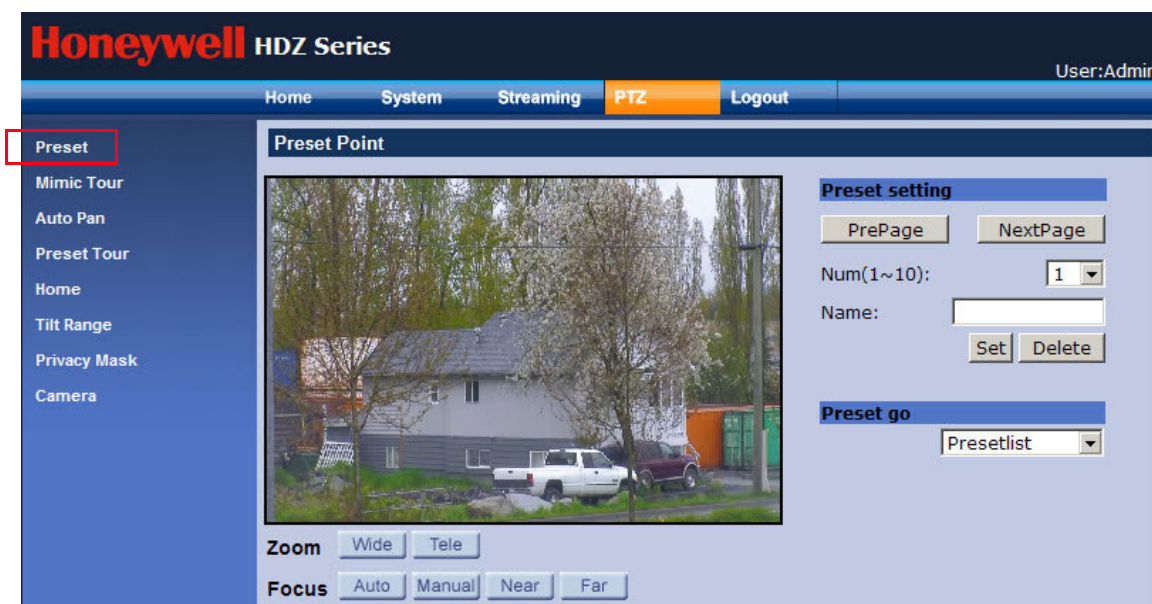 Honeywell HDZ Series
User:Admin
Home System Streaming PTZ Logout
Preset
Mimic Tour
Auto Pan
Preset Tour
Home
Tilt Range
Privacy Mask
Camera
Preset Point
Preset setting
PrePage NextPage
Num(1~10): 1
Name:
Set Delete
Preset go
Presetlist
Zoom Wide Tele
Focus Auto Manual Near Far